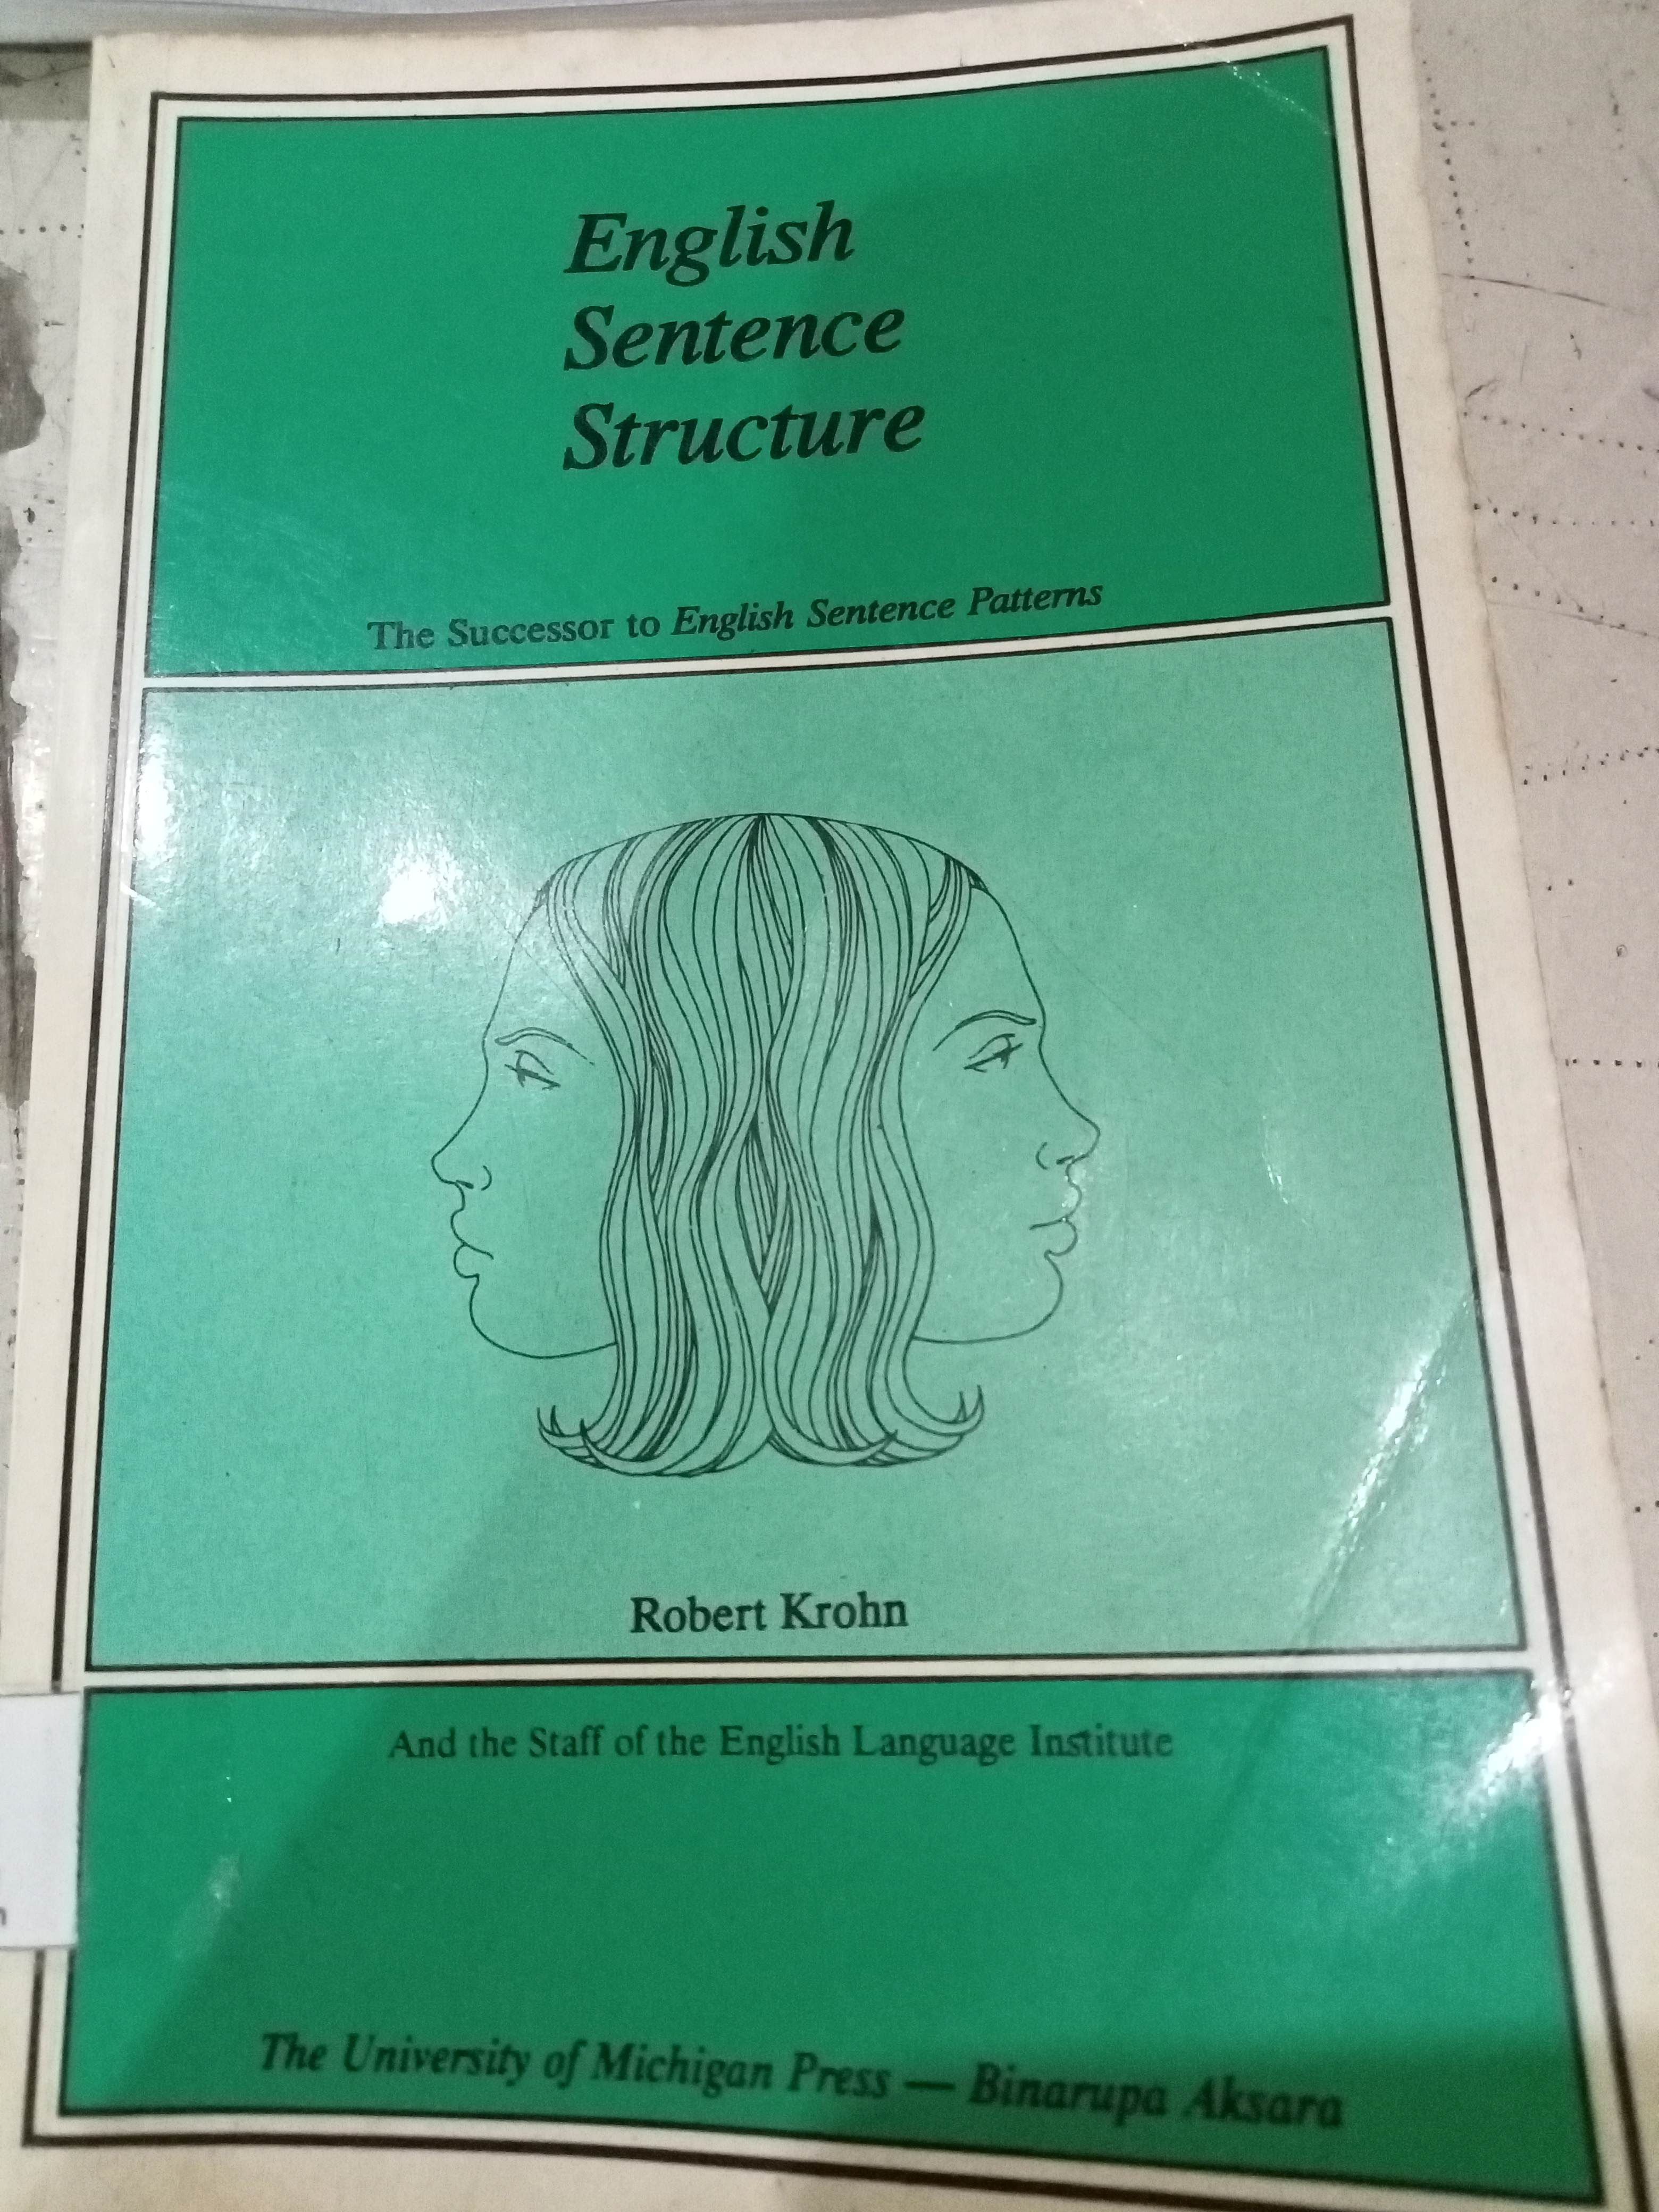 English
Sentence
Structure
The Successor to English Sentence Patterns
Robert Krohn
And the Staff of the English Language Institute
The University of Michigan Press — Binarupa Aksara